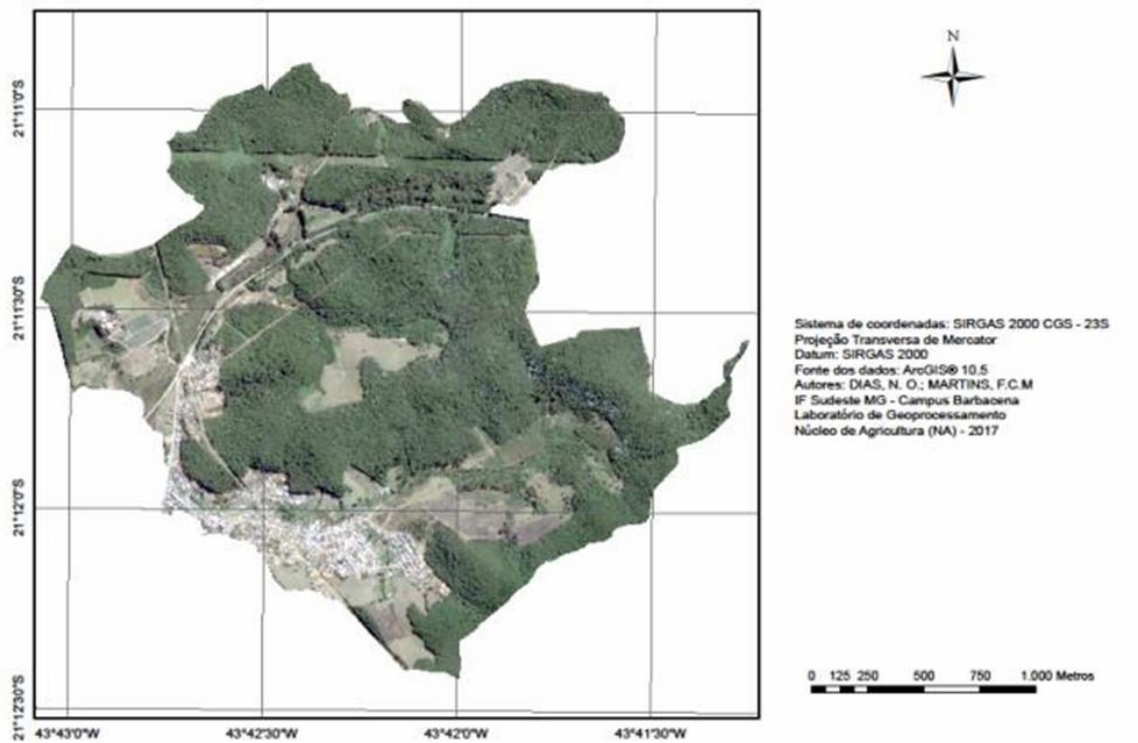 N
21°11'0"S
21°11'30"S
21°12'0"S
21°12'30"S
43°43'0"W 43°42'30"W 43°42'0"W 43°41'30"W
Sistema de coordenadas: SIRGAS 2000 CGS - 23S
Projeção Transversa de Mercator
Datum: SIRGAS 2000
Fonte dos dados: ArcGIS® 10.5
Autores: DIAS, N. O.; MARTINS, F.C.M
IF Sudeste MG - Campus Barbacena
Laboratório de Geoprocessamento
Núcleo de Agricultura (NA) - 2017
0 125 250 500 750 1.000 Metros